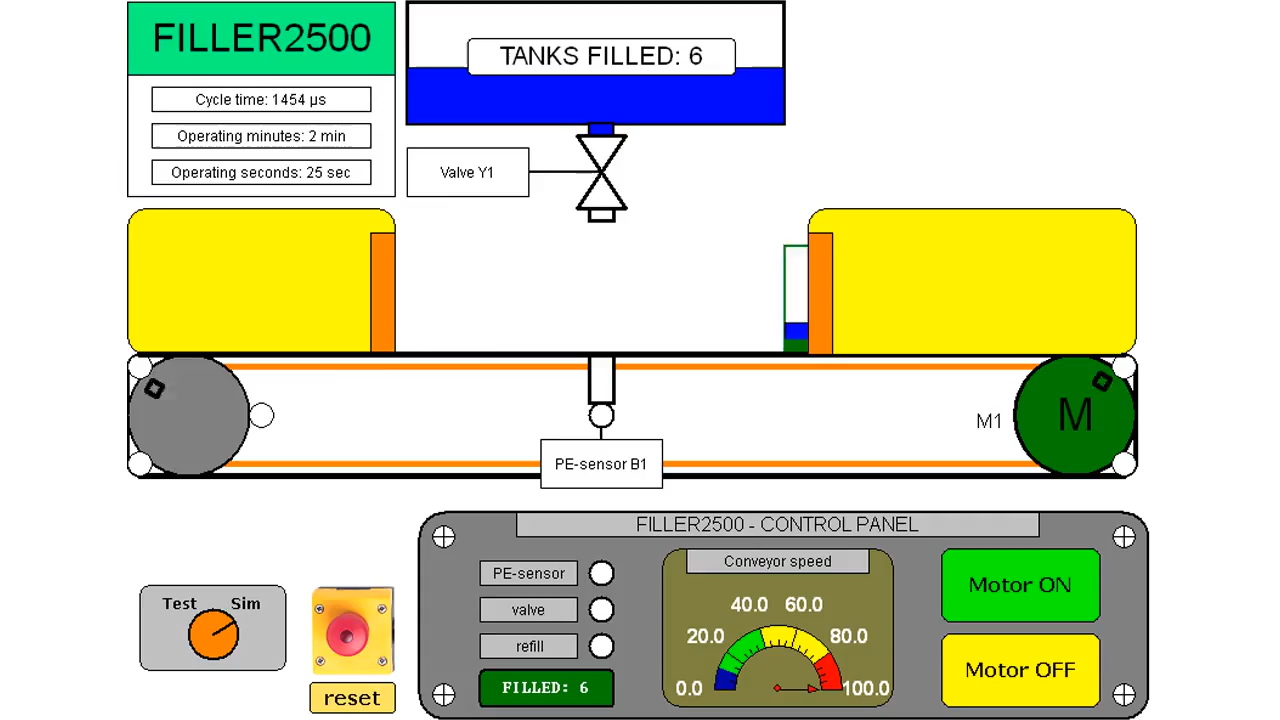 FILLER2500
Cycle time: 1454 µs
Operating minutes: 2 min
Operating seconds: 25 sec
TANKS FILLED: 6
Valve Y1
M1
M
PE-sensor B1
FILLER2500 - CONTROL PANEL
PE-sensor
valve
refill
FILLED: 6
Conveyor speed
40.0 60.0
20.0 80.0
0.0 100.0
Motor ON
Motor OFF
Test Sim
reset